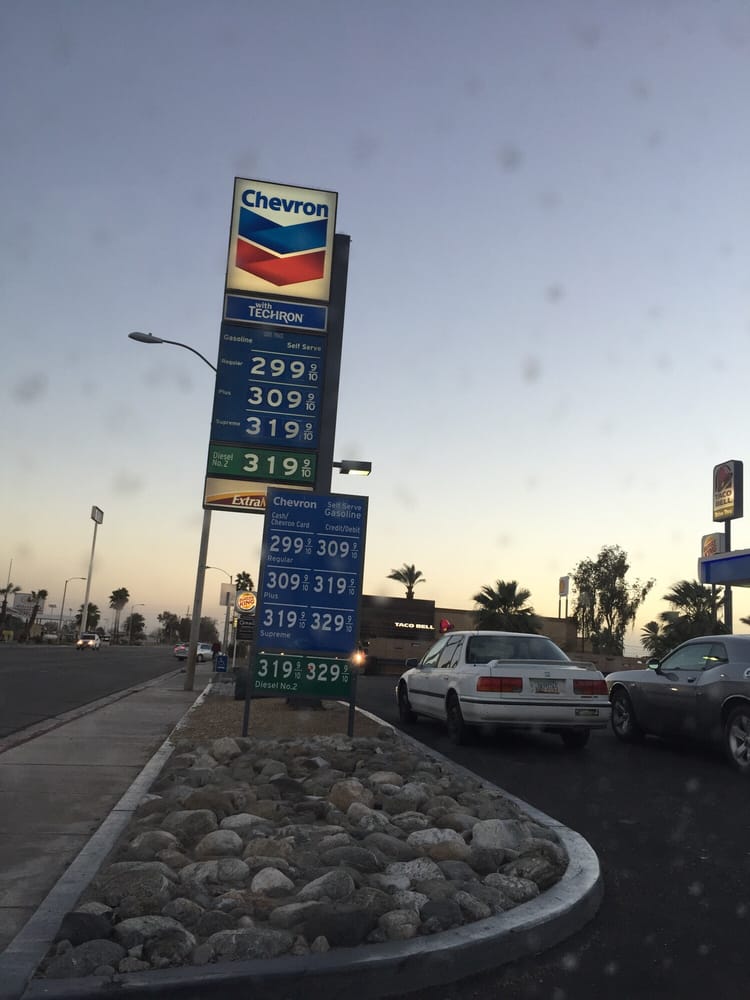 Chevron
with
TECHRON
Gasoline
Self Serve
Regular 299 9/10
Plus 309 9/10
Supreme 319 9/10
Diesel No.2 319 9/10
Chevron
Self Serve
Gasoline
Cash/
Chevron Card
Credit/Debit
299 9/10 309 9/10
Regular
309 9/10 319 9/10
Plus
319 9/10 329 9/10
Supreme
319 9/10 329 9/10
Diesel No.2
TACO BELL
TACO
BELL
BURGER
KING